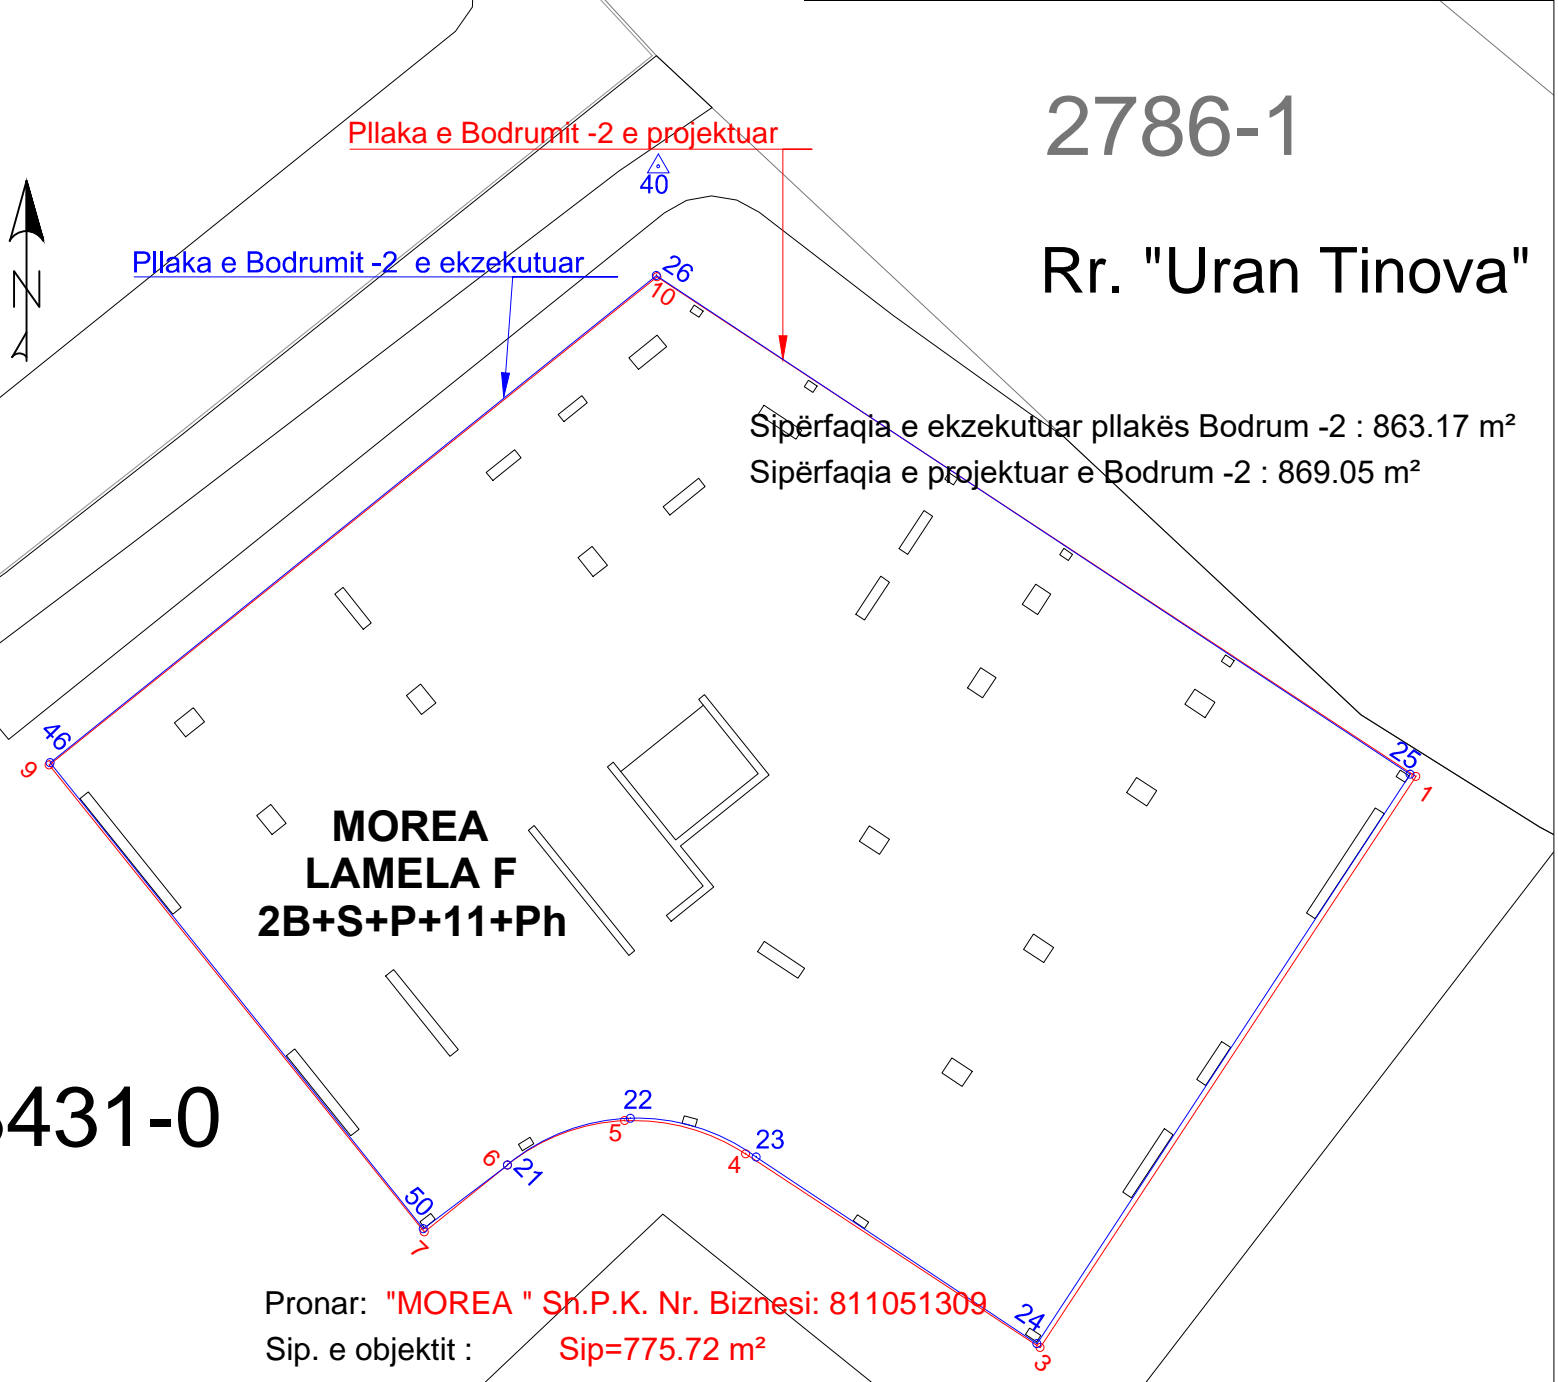 2786-1
Pllaka e Bodrumit -2 e projektuar
40
Rr. "Uran Tinova"
Pllaka e Bodrumit -2 e ekzekutuar
26
10
N
Sipërfaqia e ekzekutuar pllakës Bodrum -2 : 863.17 m²
Sipërfaqia e projektuar e Bodrum -2 : 869.05 m²
46
9
25
1
MOREA
LAMELA F
2B+S+P+11+Ph
431-0
22
5
23
4
6
21
50
7
24
3
Pronar: "MOREA " Sh.P.K. Nr. Biznesi: 811051309
Sip. e objektit : Sip=775.72 m²